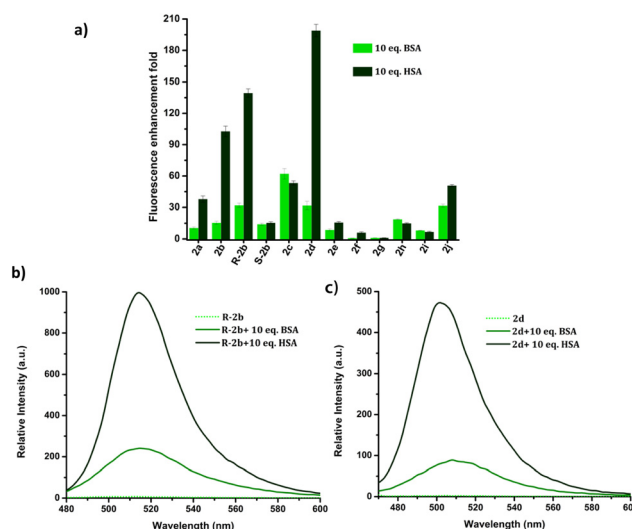 a)
Fluorescence enhancement fold
210
180
150
120
90
60
30
0
10 eq. BSA
10 eq. HSA
2a
2b
R-2b
S-2b
2c
2d
2e
2f
2g
2h
2i
2j
b)
Relative Intensity (a.u.)
1000
800
600
400
200
0
R-2b
R-2b+ 10 eq. BSA
R-2b+10 eq. HSA
480 500 520 540 560 580 600
Wavelength (nm)
c)
Relative Intensity (a.u.)
500
400
300
200
100
0
2d
2d+10 eq. BSA
2d+ 10 eq. HSA
480 500 520 540 560 580 600
Wavelength (nm)